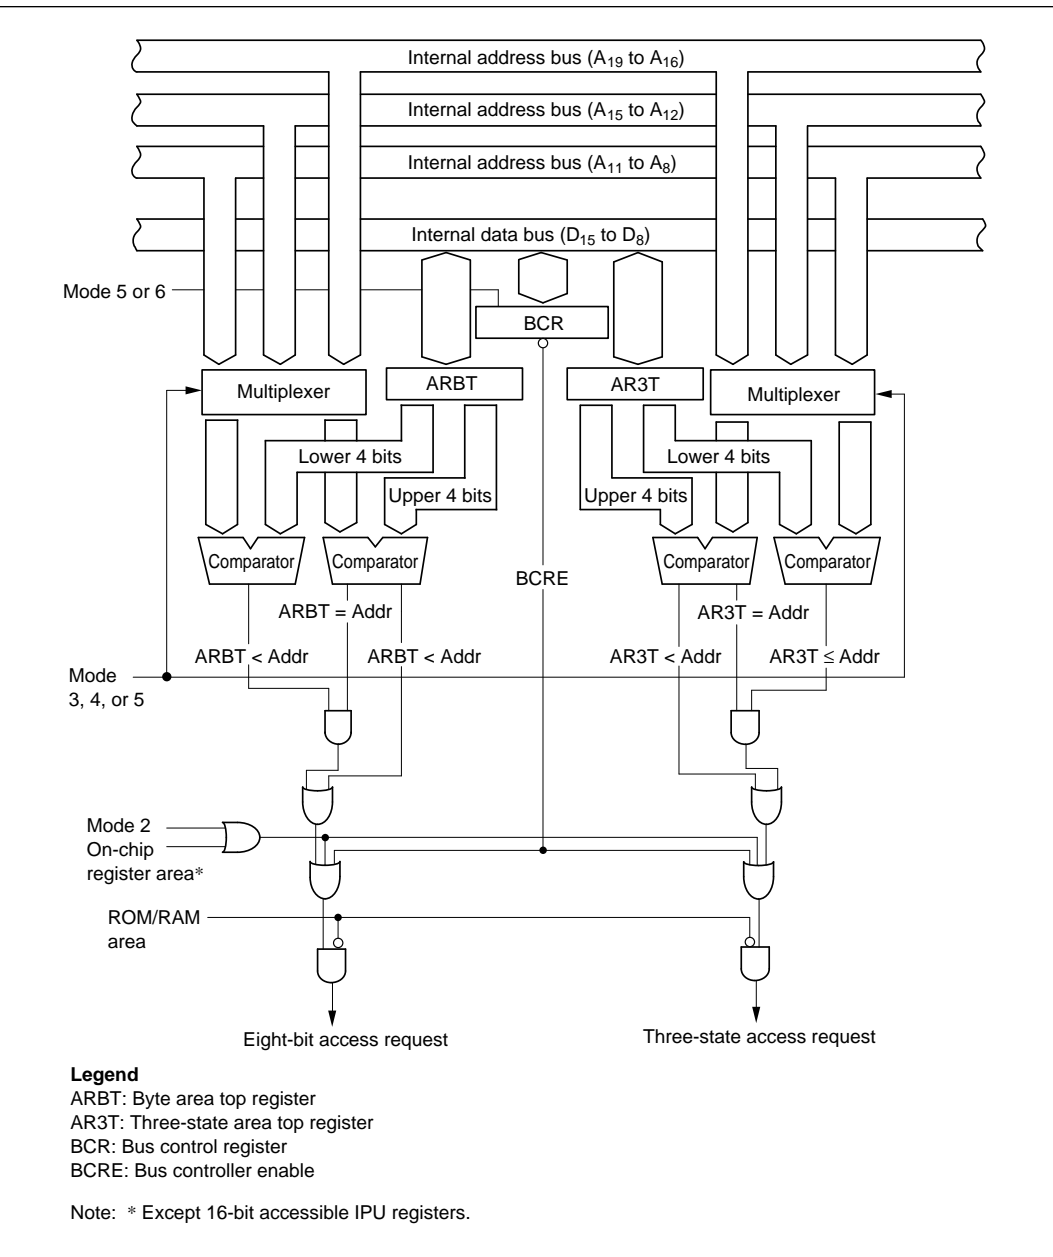 Internal address bus (A19 to A16)
Internal address bus (A15 to A12)
Internal address bus (A11 to A8)
Internal data bus (D15 to D8)
Mode 5 or 6
BCR
Multiplexer
ARBT
AR3T
Multiplexer
Lower 4 bits
Lower 4 bits
Upper 4 bits
Upper 4 bits
Comparator
Comparator
Comparator
Comparator
BCRE
ARBT = Addr
AR3T = Addr
ARBT < Addr
ARBT < Addr
AR3T < Addr
AR3T ≤ Addr
Mode
3, 4, or 5
Mode 2
On-chip
register area*
ROM/RAM
area
Eight-bit access request
Three-state access request
Legend
ARBT: Byte area top register
AR3T: Three-state area top register
BCR: Bus control register
BCRE: Bus controller enable
Note: * Except 16-bit accessible IPU registers.